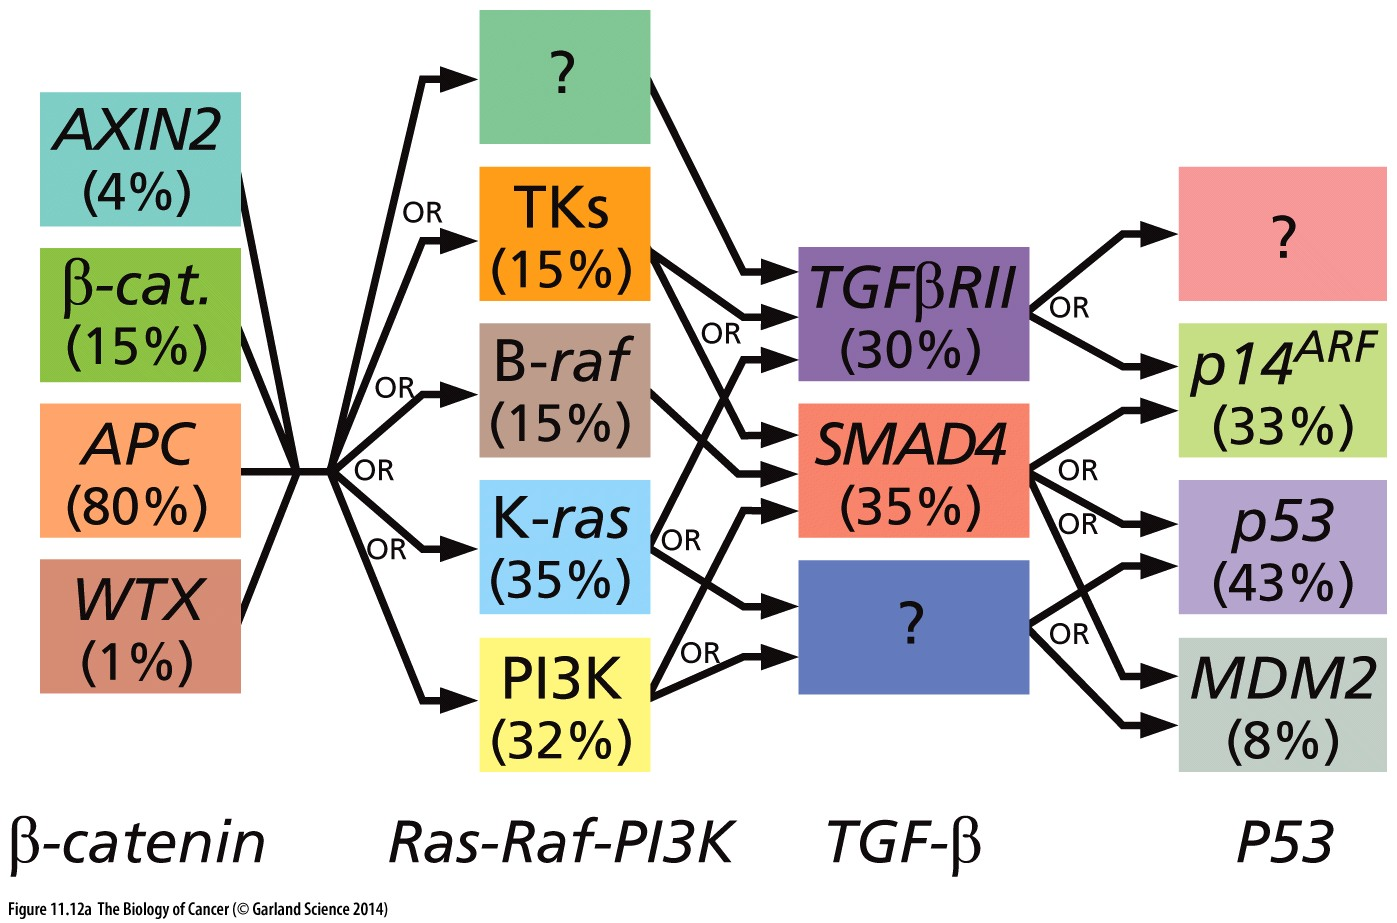 AXIN2
(4%)
β-cat.
(15%)
APC
(80%)
WTX
(1%)
OR
OR
OR
OR
?
TKs
(15%)
B-raf
(15%)
K-ras
(35%)
PI3K
(32%)
OR
OR
OR
TGFβRII
(30%)
SMAD4
(35%)
?
OR
OR
OR
OR
?
p14ARF
(33%)
p53
(43%)
MDM2
(8%)
β-catenin
Ras-Raf-PI3K
TGF-β
P53
Figure 11.12a The Biology of Cancer (© Garland Science 2014)